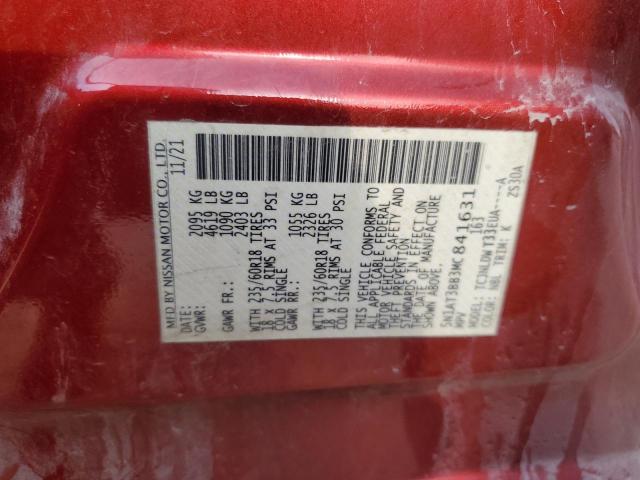 MFD BY NISSAN MOTOR CO., LTD.
11/21
GVWR: 2095 KG
4619 LB
GAWR FR.: 1090 KG
2403 LB
WITH 235/60R18 TIRES
18 X 7.5 RIMS AT 33 PSI
COLD SINGLE
GAWR RR.: 1055 KG
2326 LB
WITH 235/60R18 TIRES
18 X 7.5 RIMS AT 30 PSI
COLD SINGLE
THIS VEHICLE CONFORMS TO
ALL APPLICABLE FEDERAL
MOTOR VEHICLE SAFETY AND
THEFT PREVENTION
STANDARDS IN EFFECT ON
THE DATE OF MANUFACTURE
SHOWN ABOVE.
5N1AT3BB3MC841631
MPV 163
MODEL: TC3NLDW T33EUA-----A
COLOR: NBL TRIM: K ZS30A